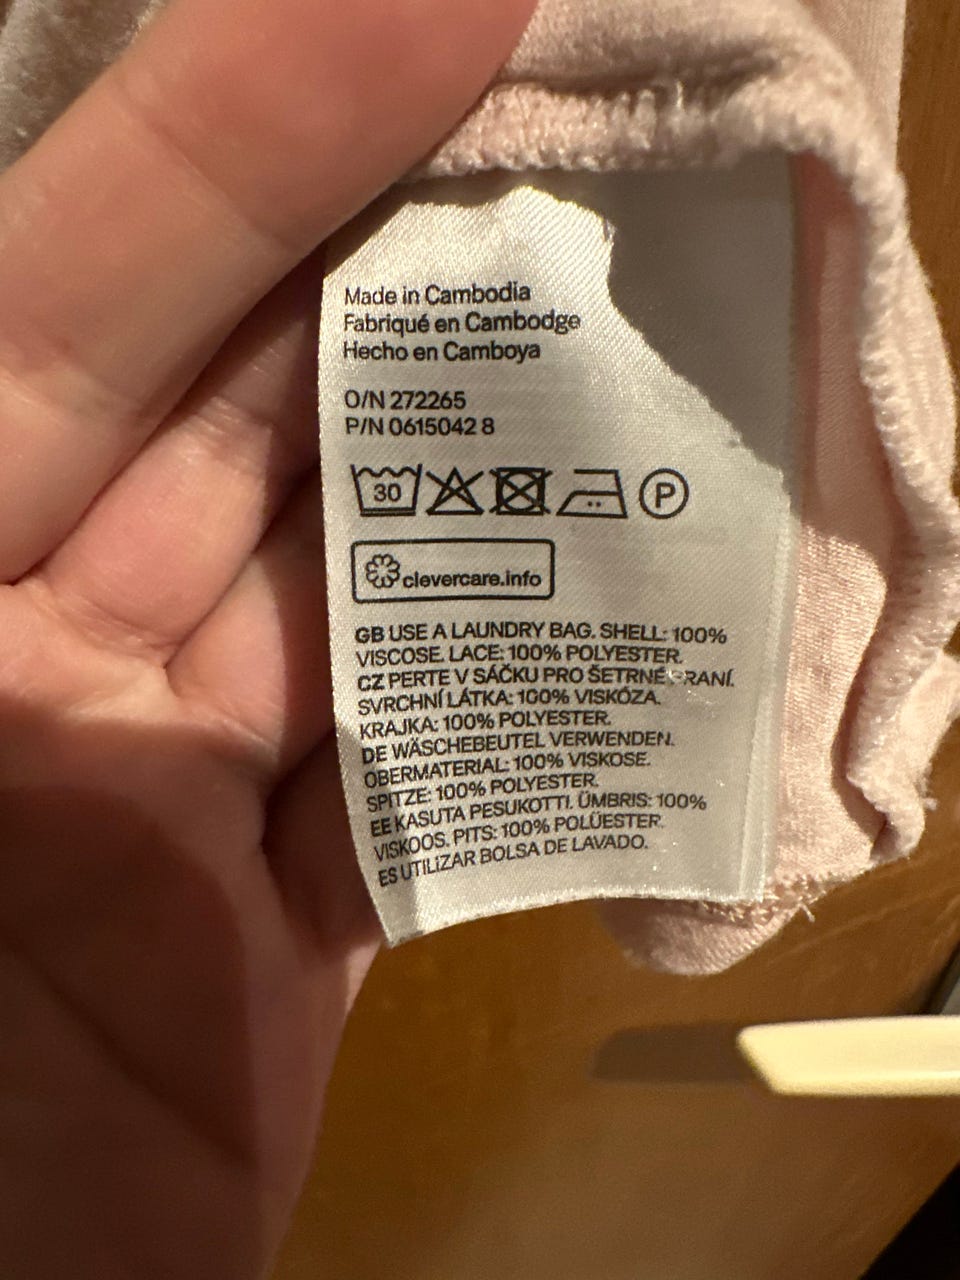 Made in Cambodia
Fabriqué en Cambodge
Hecho en Camboya
O/N 272265
P/N 0615042 8
30 P
clevercare.info
GB USE A LAUNDRY BAG. SHELL: 100%
VISCOSE. LACE: 100% POLYESTER.
CZ PERTE V SÁČKU PRO ŠETRNÉ PRANÍ.
SVRCHNÍ LÁTKA: 100% VISKÓZA.
KRAJKA: 100% POLYESTER.
DE WÄSCHEBEUTEL VERWENDEN.
OBERMATERIAL: 100% VISKOSE.
SPITZE: 100% POLYESTER.
EE KASUTA PESUKOTTI. ÜMBRIS: 100%
VISKOOS. PITS: 100% POLÜESTER.
ES UTILIZAR BOLSA DE LAVADO.